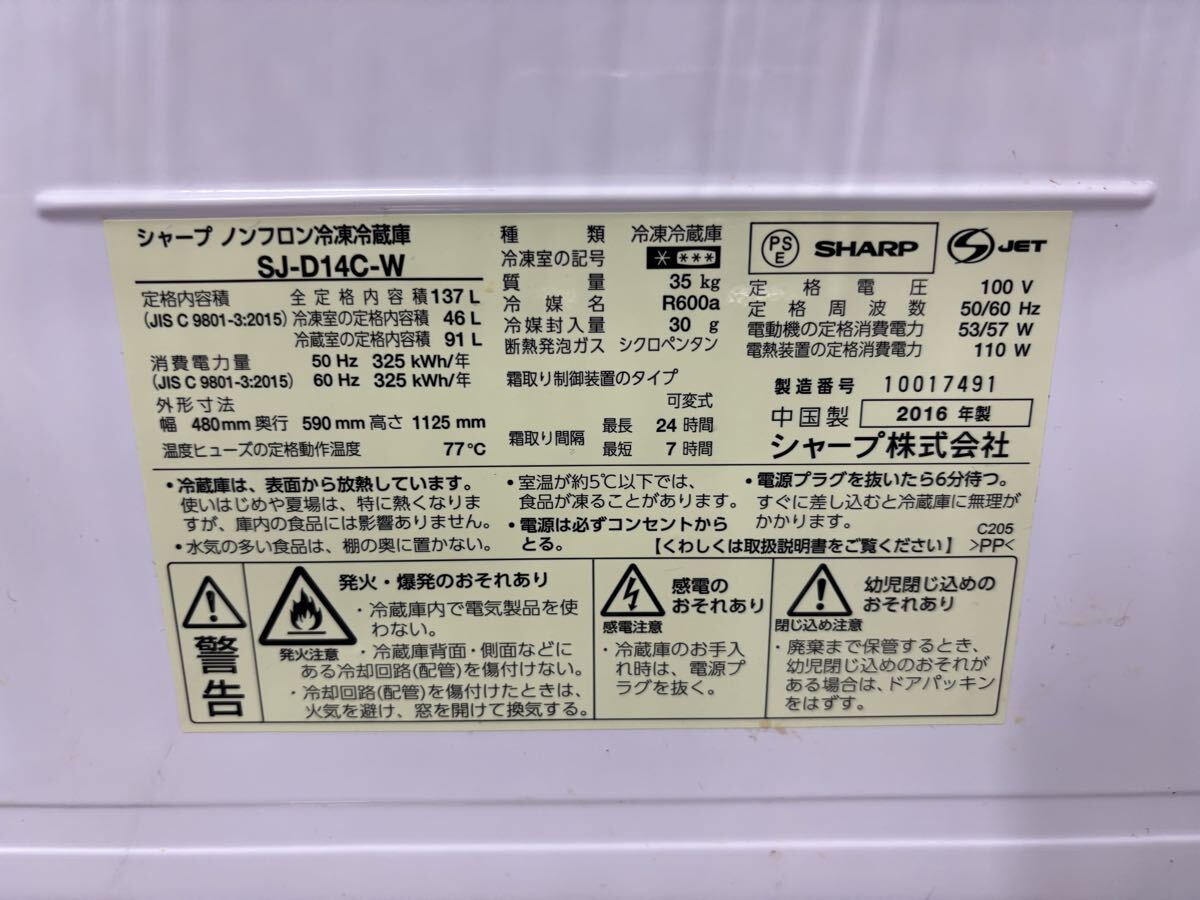 シャープ ノンフロン冷凍冷蔵庫
SJ-D14C-W
定格内容積 全定格内容積 137 L
(JIS C 9801-3:2015) 冷凍室の定格内容積 46 L
冷蔵室の定格内容積 91 L
消費電力量 50 Hz 325 kWh/年
(JIS C 9801-3:2015) 60 Hz 325 kWh/年
外形寸法
幅 480mm 奥行 590mm 高さ 1125mm
温度ヒューズの定格動作温度 77℃
種類 冷凍冷蔵庫
冷凍室の記号 * ***
質量 35 kg
冷媒名 R600a
冷媒封入量 30 g
断熱発泡ガス シクロペンタン
霜取り制御装置のタイプ
可変式
霜取り間隔 最長 24 時間
最短 7 時間
PSE SHARP S JET
定格電圧 100 V
定格周波数 50/60 Hz
電動機の定格消費電力 53/57 W
電熱装置の定格消費電力 110 W
製造番号 10017491
中国製 2016 年製
シャープ株式会社
・冷蔵庫は、表面から放熱しています。
使いはじめや夏場は、特に熱くなりま
すが、庫内の食品には影響ありません。
・水気の多い食品は、棚の奥に置かない。
・室温が約5℃以下では、
食品が凍ることがあります。
・電源は必ずコンセントから
とる。
・電源プラグを抜いたら6分待つ。
すぐに差し込むと冷蔵庫に無理が
かかります。
C205
【くわしくは取扱説明書をご覧ください】 >PP<
警告
発火・爆発のおそれあり
発火注意
・冷蔵庫内で電気製品を使
わない。
・冷蔵庫背面・側面などに
ある冷却回路(配管)を傷付けない。
・冷却回路(配管)を傷付けたときは、
火気を避け、窓を開けて換気する。
感電の
おそれあり
感電注意
・冷蔵庫のお手入
れ時は、電源プ
ラグを抜く。
幼児閉じ込めの
おそれあり
閉じ込め注意
・廃棄まで保管するとき、
幼児閉じ込めのおそれが
ある場合は、ドアパッキン
をはずす。